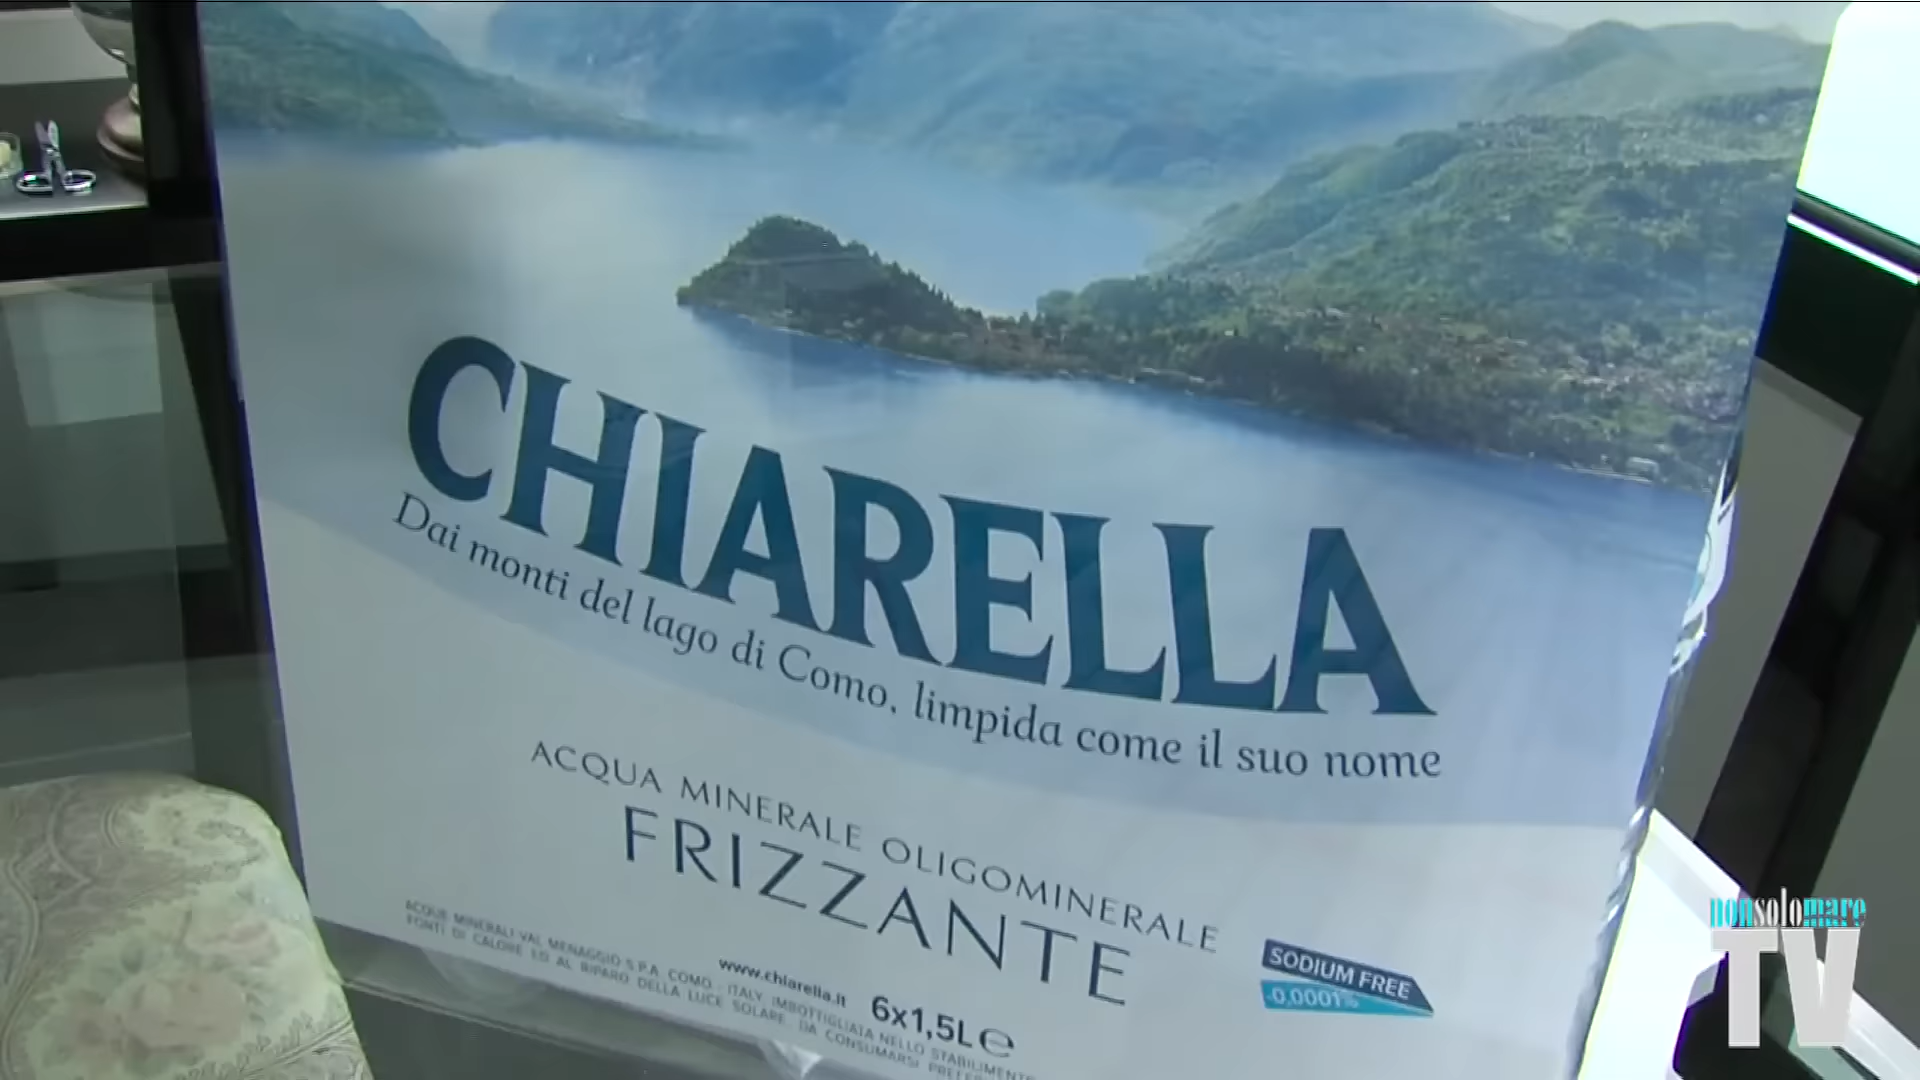 CHIARELLA
Dai monti del lago di Como, limpida come il suo nome
ACQUA MINERALE OLIGOMINERALE
FRIZZANTE
SODIUM FREE
0,0001%
www.chiarella.it
6x1,5L e
ACQUE MINERALI VAL MENAGGIO S.P.A. COMO - ITALY. IMBOTTIGLIATA NELLO STABILIMENTO
FONTI DI CALORE ED AL RIPARO DELLA LUCE SOLARE. DA CONSUMARSI
nonsolomare
TV